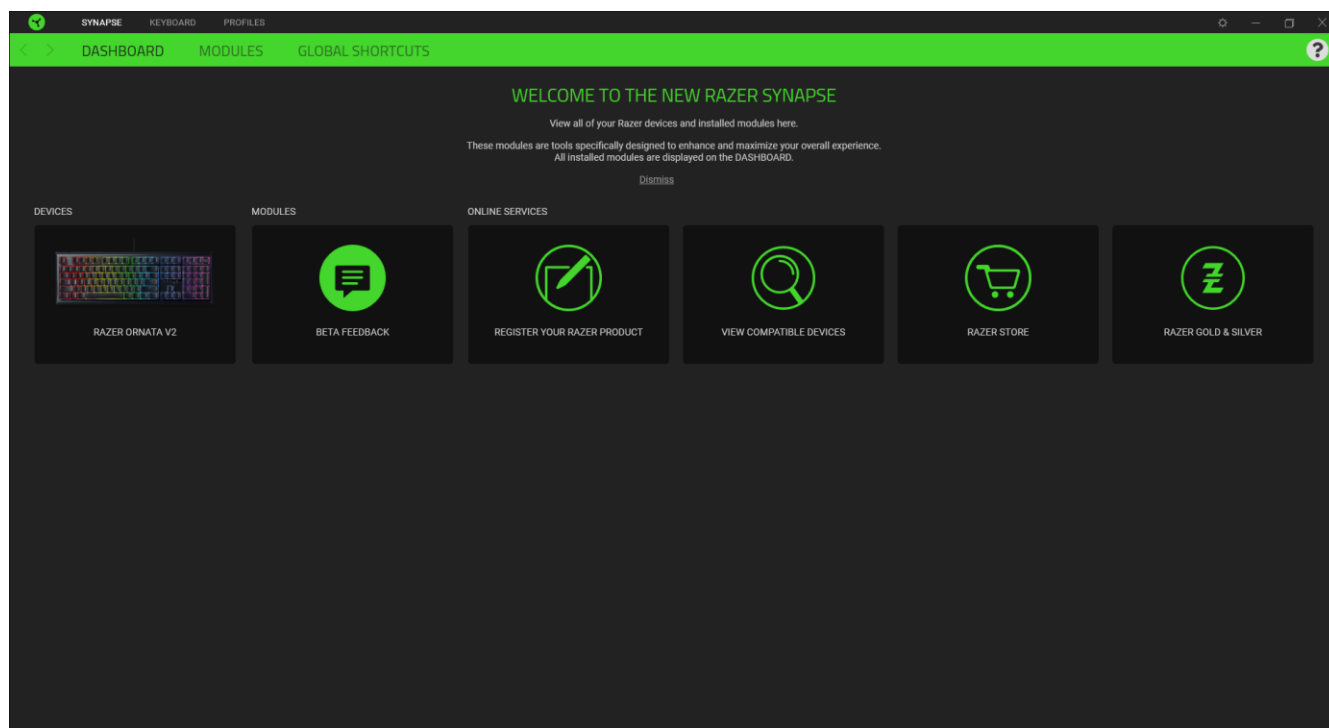 SYNAPSE KEYBOARD PROFILES
DASHBOARD MODULES GLOBAL SHORTCUTS ?
WELCOME TO THE NEW RAZER SYNAPSE
View all of your Razer devices and installed modules here.
These modules are tools specifically designed to enhance and maximize your overall experience.
All installed modules are displayed on the DASHBOARD.
Dismiss
DEVICES MODULES ONLINE SERVICES
RAZER ORNATA V2 BETA FEEDBACK REGISTER YOUR RAZER PRODUCT VIEW COMPATIBLE DEVICES RAZER STORE RAZER GOLD & SILVER